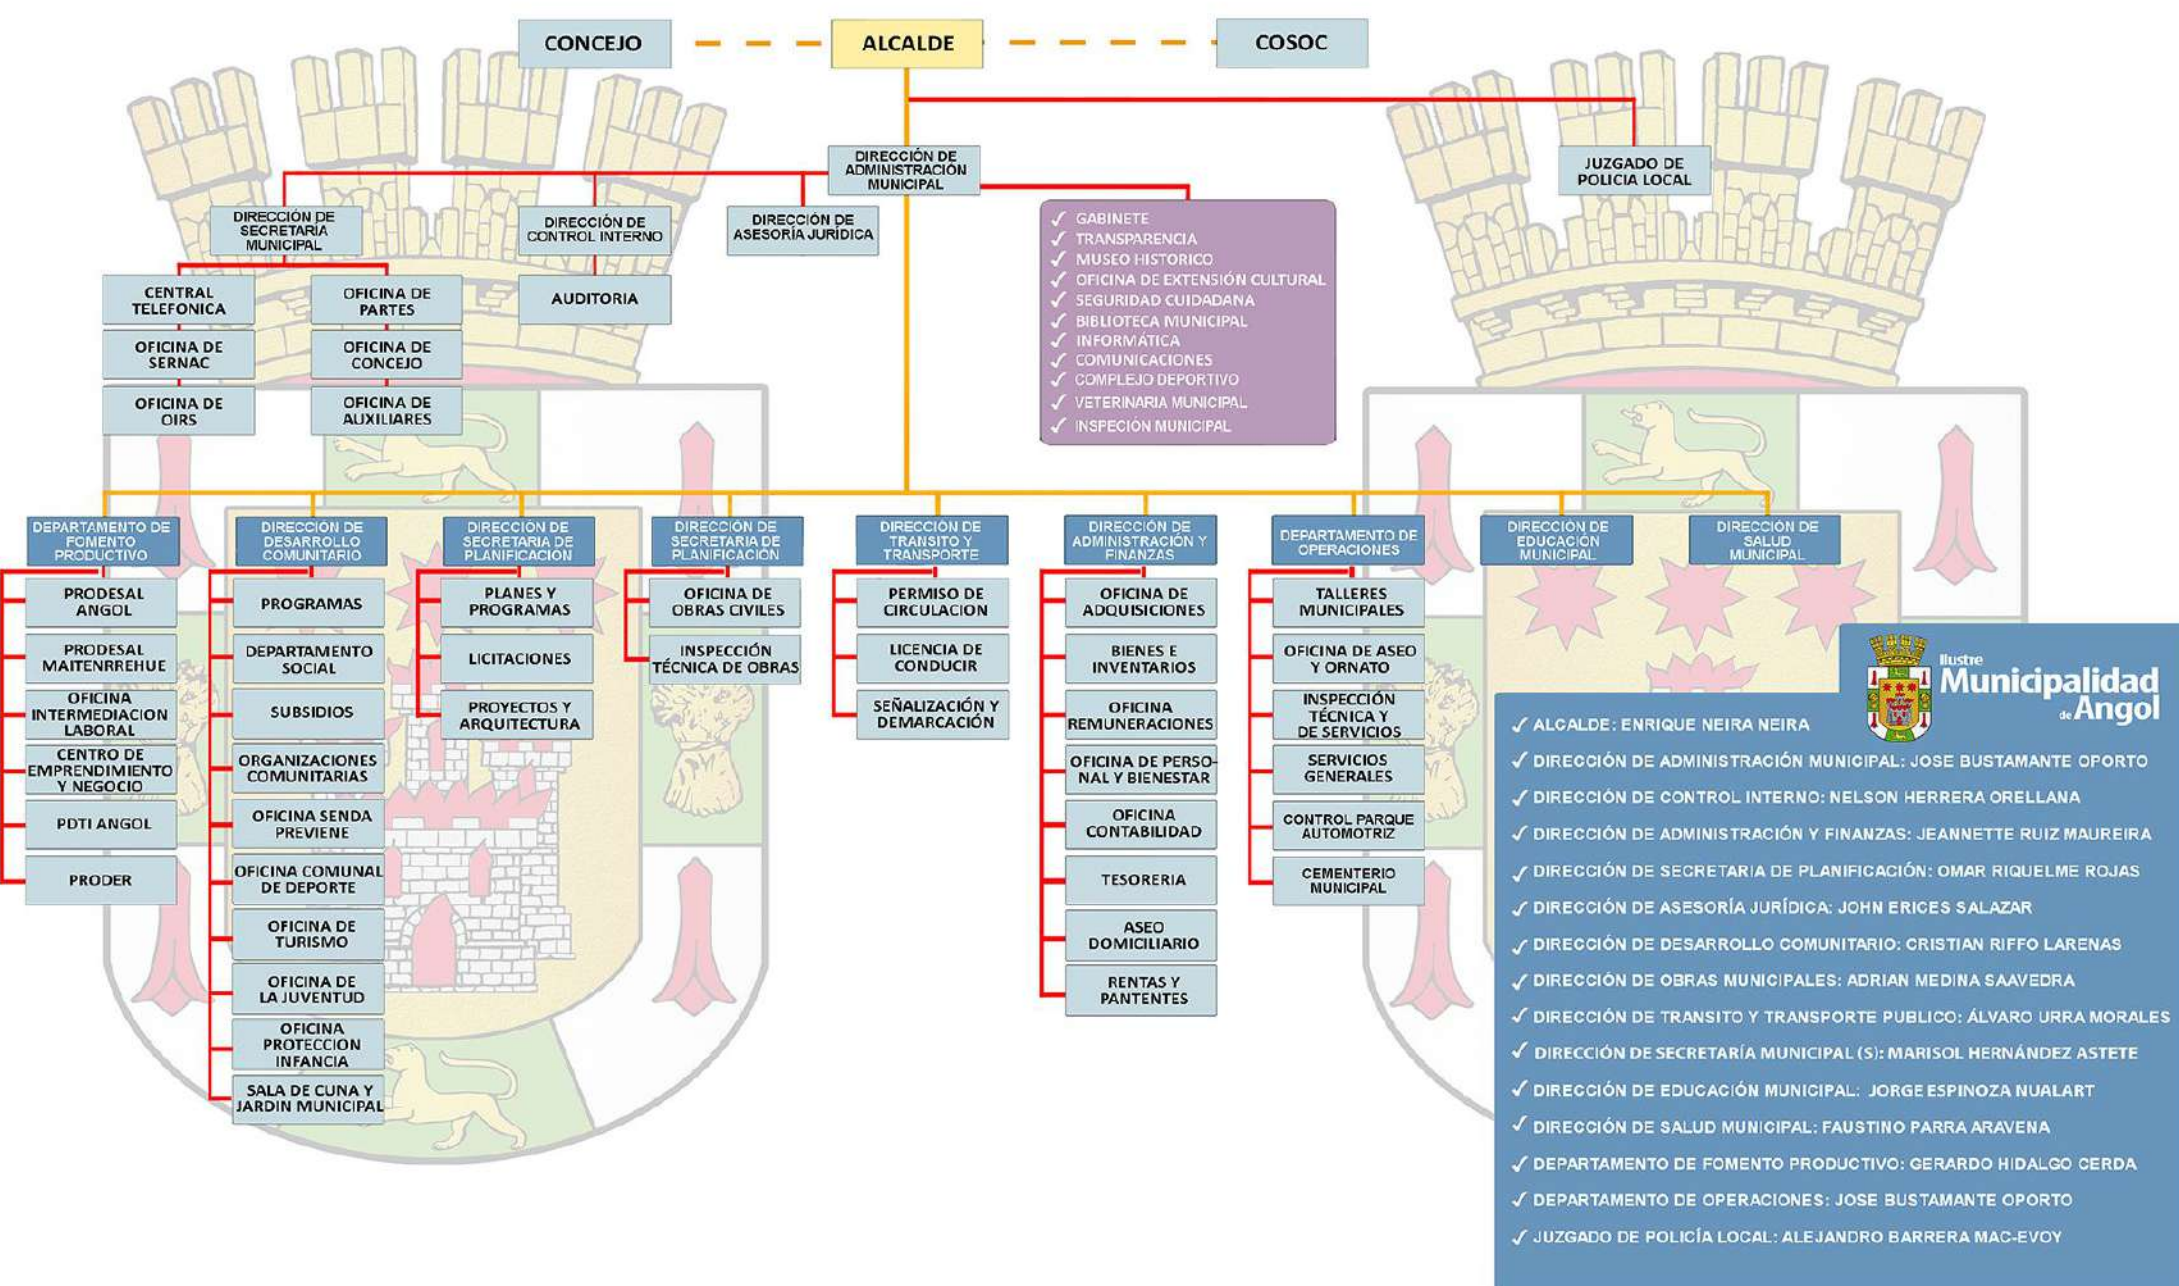 CONCEJO
ALCALDE
COSOC
DIRECCIÓN DE
ADMINISTRACIÓN
MUNICIPAL
JUZGADO DE
POLICIA LOCAL
DIRECCIÓN DE
SECRETARÍA
MUNICIPAL
DIRECCIÓN DE
CONTROL INTERNO
DIRECCIÓN DE
ASESORÍA JURÍDICA
CENTRAL
TELEFONICA
OFICINA DE
SERNAC
OFICINA DE
OIRS
OFICINA DE
PARTES
OFICINA DE
CONCEJO
OFICINA DE
AUXILIARES
AUDITORIA
✓ GABINETE
✓ TRANSPARENCIA
✓ MUSEO HISTORICO
✓ OFICINA DE EXTENSIÓN CULTURAL
✓ SEGURIDAD CUIDADANA
✓ BIBLIOTECA MUNICIPAL
✓ INFORMÁTICA
✓ COMUNICACIONES
✓ COMPLEJO DEPORTIVO
✓ VETERINARIA MUNICIPAL
✓ INSPECIÓN MUNICIPAL
DEPARTAMENTO DE
FOMENTO
PRODUCTIVO
PRODESAL
ANGOL
PRODESAL
MAITENRREHUE
OFICINA
INTERMEDIACION
LABORAL
CENTRO DE
EMPRENDIMIENTO
Y NEGOCIO
PDTI ANGOL
PRODER
DIRECCIÓN DE
DESARROLLO
COMUNITARIO
PROGRAMAS
DEPARTAMENTO
SOCIAL
SUBSIDIOS
ORGANIZACIONES
COMUNITARIAS
OFICINA SENDA
PREVIENE
OFICINA COMUNAL
DE DEPORTE
OFICINA DE
TURISMO
OFICINA DE
LA JUVENTUD
OFICINA
PROTECCION
INFANCIA
SALA DE CUNA Y
JARDIN MUNICIPAL
DIRECCIÓN DE
SECRETARIA DE
PLANIFICACION
PLANES Y
PROGRAMAS
LICITACIONES
PROYECTOS Y
ARQUITECTURA
DIRECCIÓN DE
SECRETARIA DE
PLANIFICACIÓN
OFICINA DE
OBRAS CIVILES
INSPECCIÓN
TÉCNICA DE OBRAS
DIRECCIÓN DE
TRANSITO Y
TRANSPORTE
PERMISO DE
CIRCULACION
LICENCIA DE
CONDUCIR
SEÑALIZACIÓN Y
DEMARCACIÓN
DIRECCIÓN DE
ADMINISTRACIÓN Y
FINANZAS
OFICINA DE
ADQUISICIONES
BIENES E
INVENTARIOS
OFICINA
REMUNERACIONES
OFICINA DE PERSO-
NAL Y BIENESTAR
OFICINA
CONTABILIDAD
TESORERIA
ASEO
DOMICILIARIO
RENTAS Y
PANTENTES
DEPARTAMENTO DE
OPERACIONES
TALLERES
MUNICIPALES
OFICINA DE ASEO
Y ORNATO
INSPECCIÓN
TÉCNICA Y
DE SERVICIOS
SERVICIOS
GENERALES
CONTROL PARQUE
AUTOMOTRIZ
CEMENTERIO
MUNICIPAL
DIRECCIÓN DE
EDUCACIÓN
MUNICIPAL
DIRECCIÓN DE
SALUD
MUNICIPAL
Ilustre
Municipalidad
de Angol
✓ ALCALDE: ENRIQUE NEIRA NEIRA
✓ DIRECCIÓN DE ADMINISTRACIÓN MUNICIPAL: JOSE BUSTAMANTE OPORTO
✓ DIRECCIÓN DE CONTROL INTERNO: NELSON HERRERA ORELLANA
✓ DIRECCIÓN DE ADMINISTRACIÓN Y FINANZAS: JEANNETTE RUIZ MAUREIRA
✓ DIRECCIÓN DE SECRETARIA DE PLANIFICACIÓN: OMAR RIQUELME ROJAS
✓ DIRECCIÓN DE ASESORÍA JURÍDICA: JOHN ERICES SALAZAR
✓ DIRECCIÓN DE DESARROLLO COMUNITARIO: CRISTIAN RIFFO LARENAS
✓ DIRECCIÓN DE OBRAS MUNICIPALES: ADRIAN MEDINA SAAVEDRA
✓ DIRECCIÓN DE TRANSITO Y TRANSPORTE PUBLICO: ÁLVARO URRA MORALES
✓ DIRECCIÓN DE SECRETARÍA MUNICIPAL (S): MARISOL HERNÁNDEZ ASTETE
✓ DIRECCIÓN DE EDUCACIÓN MUNICIPAL: JORGE ESPINOZA NUALART
✓ DIRECCIÓN DE SALUD MUNICIPAL: FAUSTINO PARRA ARAVENA
✓ DEPARTAMENTO DE FOMENTO PRODUCTIVO: GERARDO HIDALGO CERDA
✓ DEPARTAMENTO DE OPERACIONES: JOSE BUSTAMANTE OPORTO
✓ JUZGADO DE POLICÍA LOCAL: ALEJANDRO BARRERA MAC-EVOY